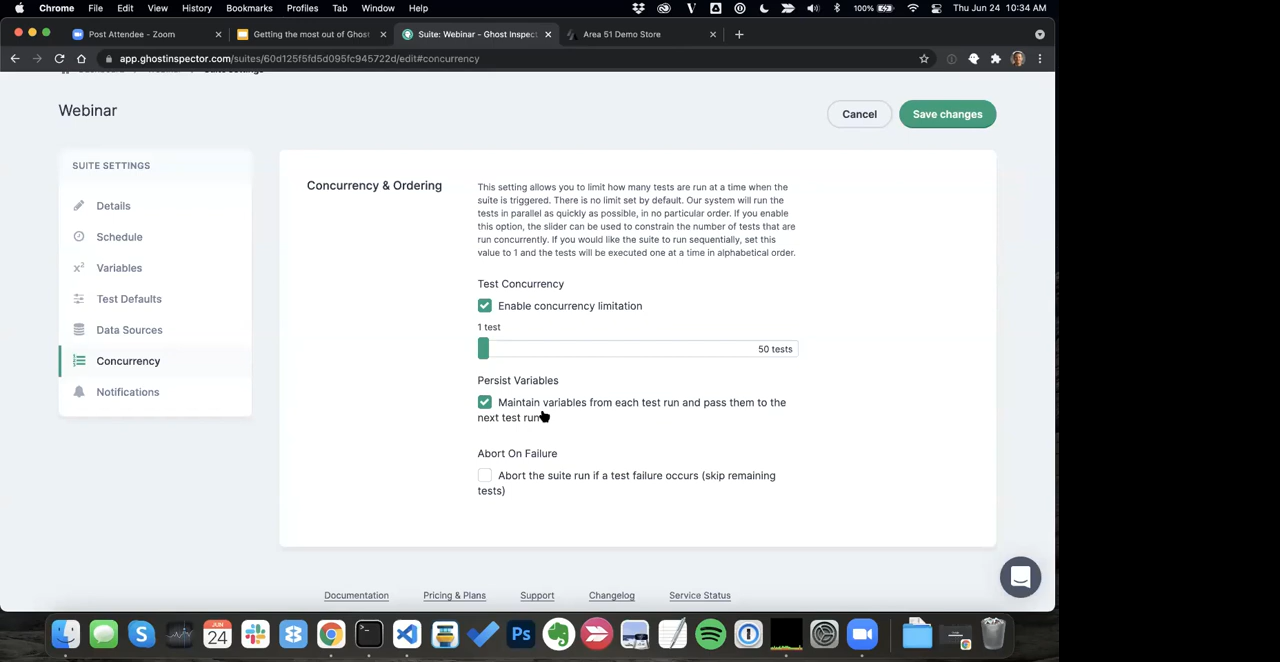 Chrome File Edit View History Bookmarks Profiles Tab Window Help 100% Thu Jun 24 10:34 AM
Post Attendee - Zoom
Getting the most out of Ghost
Suite: Webinar - Ghost Inspect
Area 51 Demo Store
app.ghostinspector.com/suites/60d125f5fd5d095fc945722d/edit#concurrency
Webinar
Cancel
Save changes
SUITE SETTINGS
Details
Schedule
Variables
Test Defaults
Data Sources
Concurrency
Notifications
Concurrency & Ordering
This setting allows you to limit how many tests are run at a time when the
suite is triggered. There is no limit set by default. Our system will run the
tests in parallel as quickly as possible, in no particular order. If you enable
this option, the slider can be used to constrain the number of tests that are
run concurrently. If you would like the suite to run sequentially, set this
value to 1 and the tests will be executed one at a time in alphabetical order.
Test Concurrency
Enable concurrency limitation
1 test
50 tests
Persist Variables
Maintain variables from each test run and pass them to the
next test run
Abort On Failure
Abort the suite run if a test failure occurs (skip remaining
tests)
Documentation Pricing & Plans Support Changelog Service Status
JUN
24
Ps